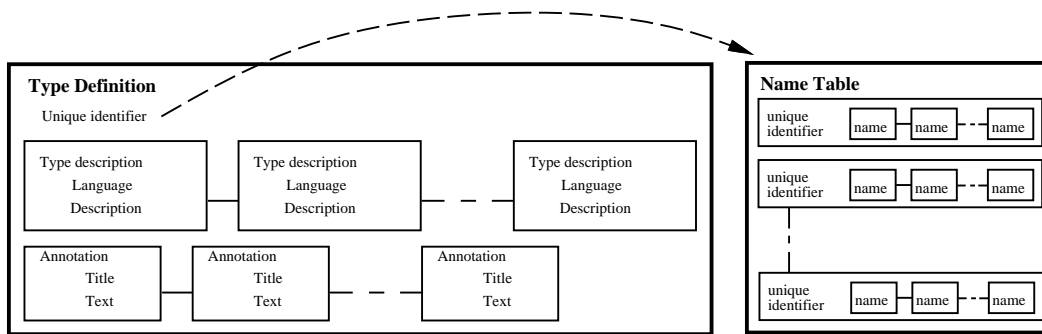 Type Definition
Unique identifier
Type description
Language
Description
Type description
Language
Description
Type description
Language
Description
Annotation
Title
Text
Annotation
Title
Text
Annotation
Title
Text
Name Table
unique
identifier
name name name
unique
identifier
name name name
unique
identifier
name name name